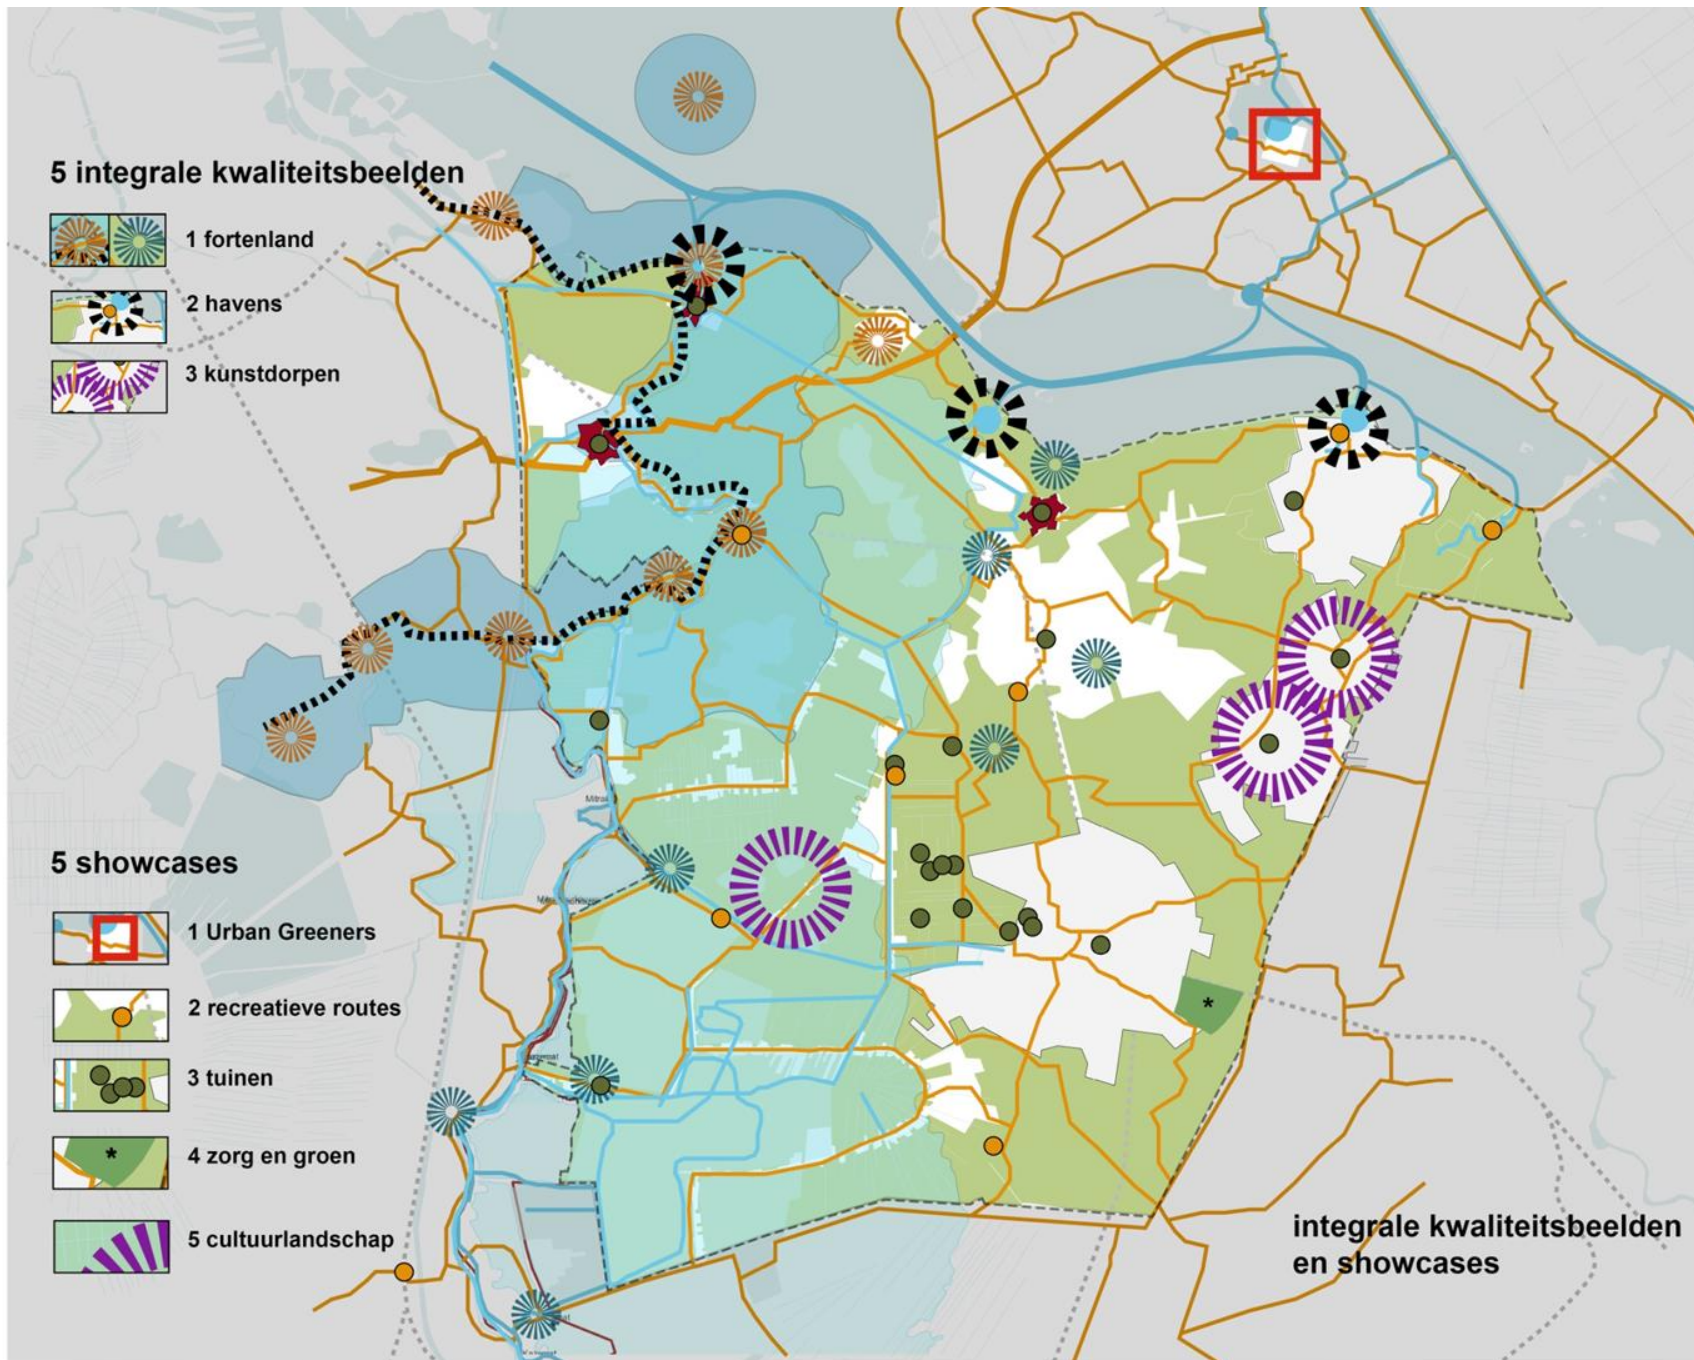 5 integrale kwaliteitsbeelden
1 fortenland
2 havens
3 kunstdorpen
5 showcases
1 Urban Greeners
2 recreatieve routes
3 tuinen
*
4 zorg en groen
5 cultuurlandschap
*
integrale kwaliteitsbeelden
en showcases